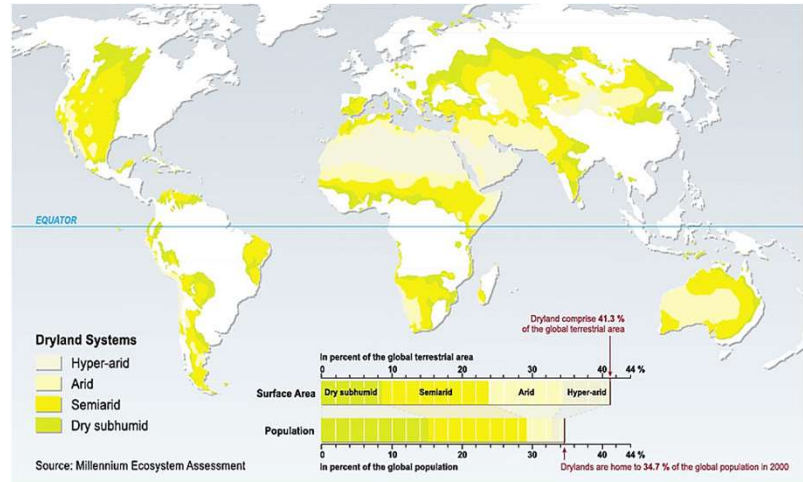 EQUATOR
Dryland comprise 41.3 %
of the global terrestrial area
Dryland Systems
Hyper-arid
Arid
Semiarid
Dry subhumid
Source: Millennium Ecosystem Assessment
In percent of the global terrestrial area
0 10 20 30 40 44 %
Surface Area Dry subhumid Semiarid Arid Hyper-arid
Population
0 10 20 30 40 44 %
In percent of the global population
Drylands are home to 34.7 % of the global population in 2000